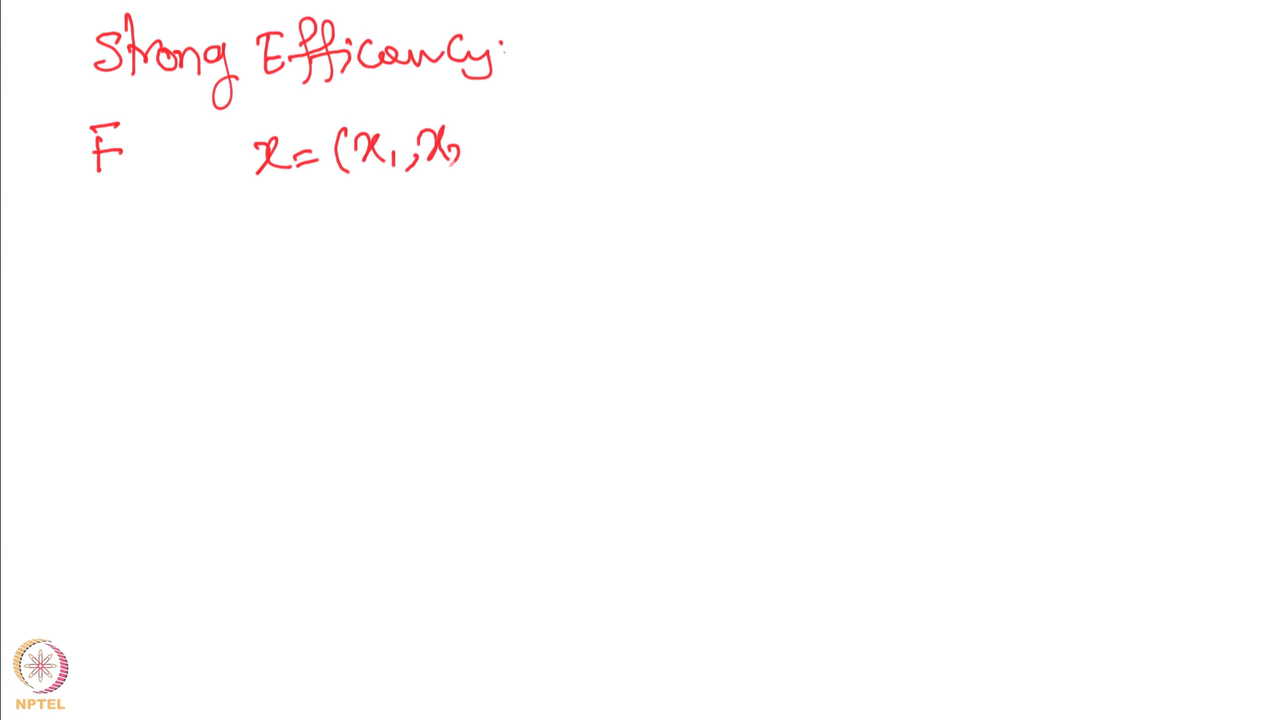 Strong Efficancy:
F x = (x₁, x₂
NPTEL